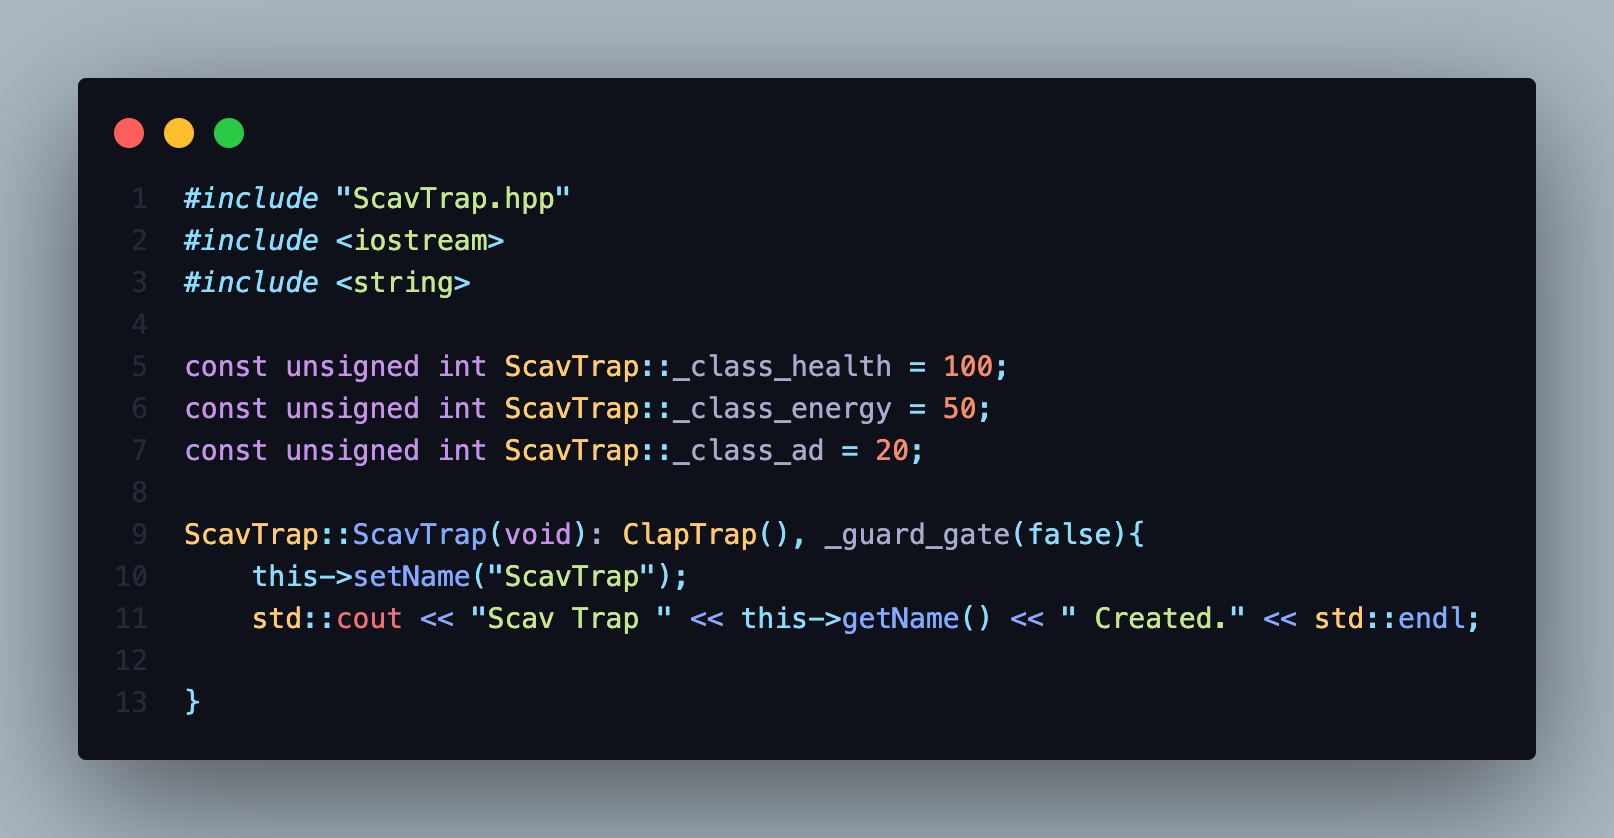 1 #include "ScavTrap.hpp"
2 #include <iostream>
3 #include <string>
4
5 const unsigned int ScavTrap::_class_health = 100;
6 const unsigned int ScavTrap::_class_energy = 50;
7 const unsigned int ScavTrap::_class_ad = 20;
8
9 ScavTrap::ScavTrap(void): ClapTrap(), _guard_gate(false){
10     this->setName("ScavTrap");
11     std::cout << "Scav Trap " << this->getName() << " Created." << std::endl;
12
13 }